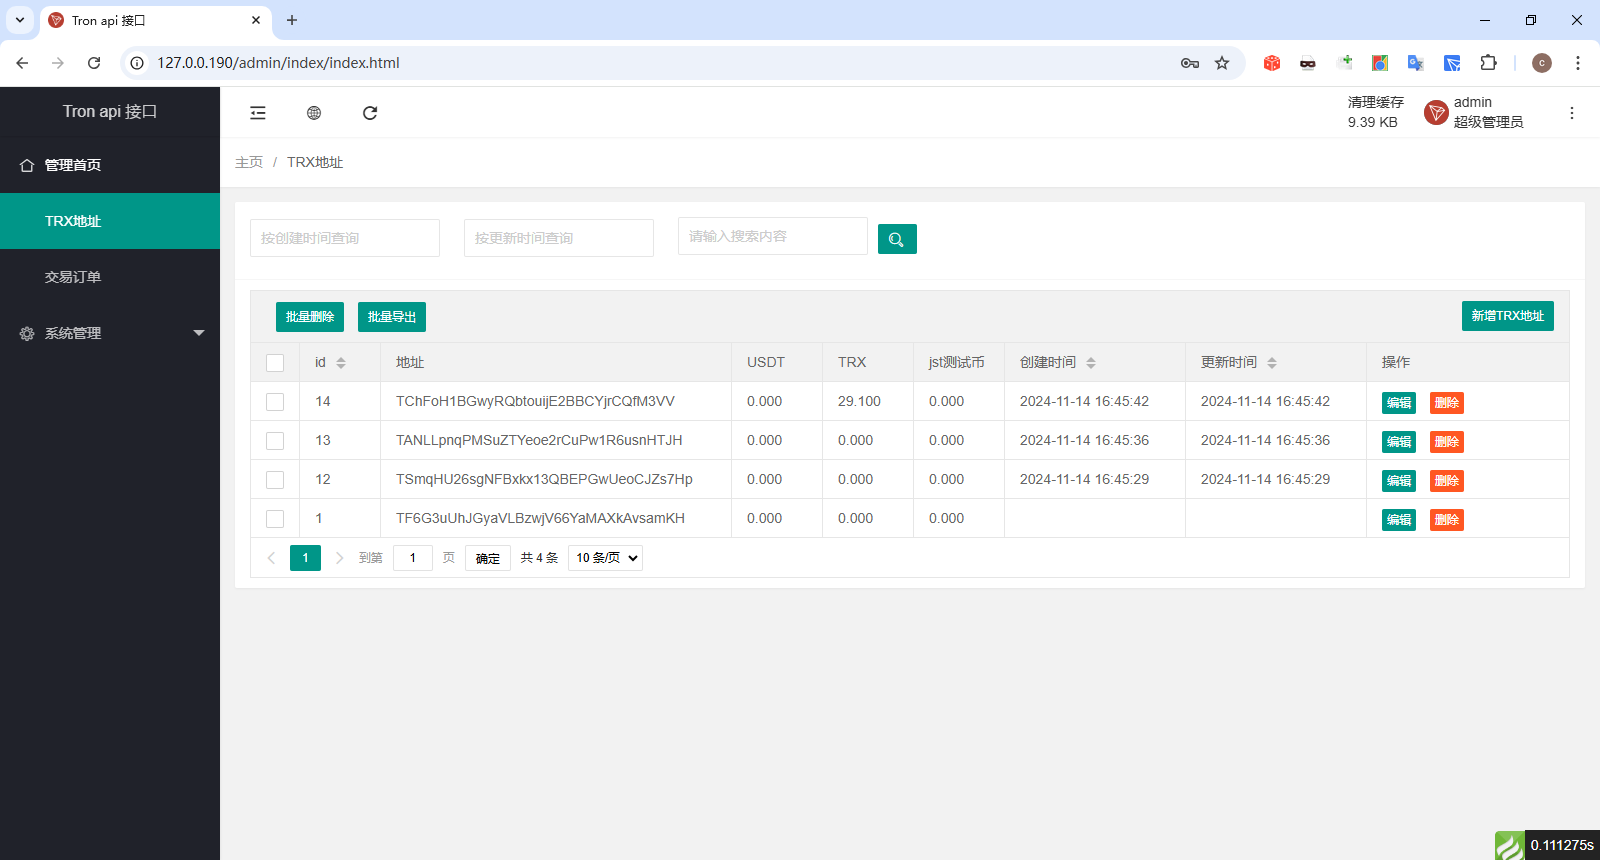 Tron api 接口
127.0.0.190/admin/index/index.html
c
Tron api 接口
清理缓存
9.39 KB
admin
超级管理员
管理首页
TRX地址
交易订单
系统管理
主页 / TRX地址
按创建时间查询 按更新时间查询 请输入搜索内容
批量删除 批量导出 新增TRX地址
id 地址 USDT TRX jst测试币 创建时间 更新时间 操作
14 TChFoH1BGwyRQbtouijE2BBCYjrCQfM3VV 0.000 29.100 0.000 2024-11-14 16:45:42 2024-11-14 16:45:42 编辑 删除
13 TANLLpnqPMSuZTYeoe2rCuPw1R6usnHTJH 0.000 0.000 0.000 2024-11-14 16:45:36 2024-11-14 16:45:36 编辑 删除
12 TSmqHU26sgNFBxkx13QBEPGwUeoCJZs7Hp 0.000 0.000 0.000 2024-11-14 16:45:29 2024-11-14 16:45:29 编辑 删除
1 TF6G3uUhJGyaVLBzwjV66YaMAXkAvsamKH 0.000 0.000 0.000 编辑 删除
1 到第 1 页 确定 共 4 条 10 条/页
0.111275s